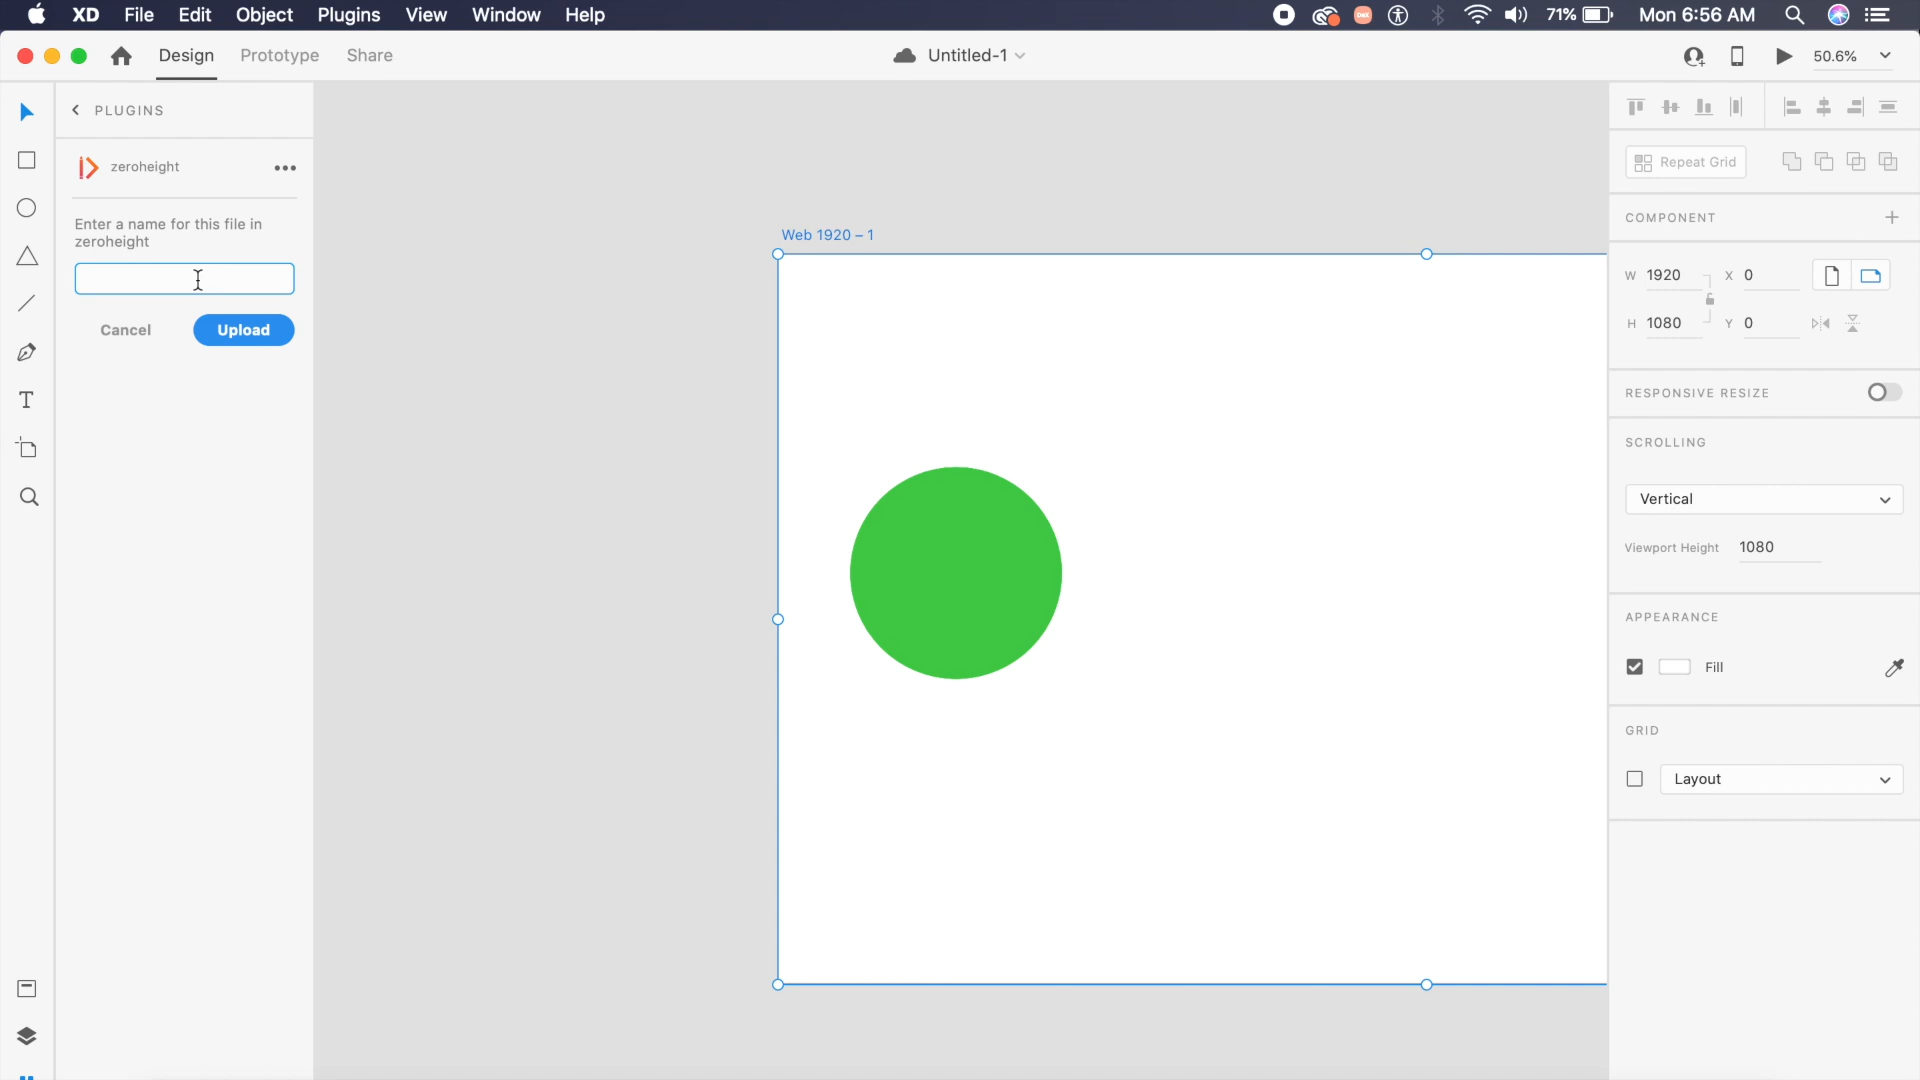 XD File Edit Object Plugins View Window Help 71% Mon 6:56 AM
Design Prototype Share Untitled-1 50.6%
PLUGINS
zeroheight
Enter a name for this file in
zeroheight
Cancel Upload
Web 1920 – 1
Repeat Grid
COMPONENT
W 1920 X 0
H 1080 Y 0
RESPONSIVE RESIZE
SCROLLING
Vertical
Viewport Height 1080
APPEARANCE
Fill
GRID
Layout